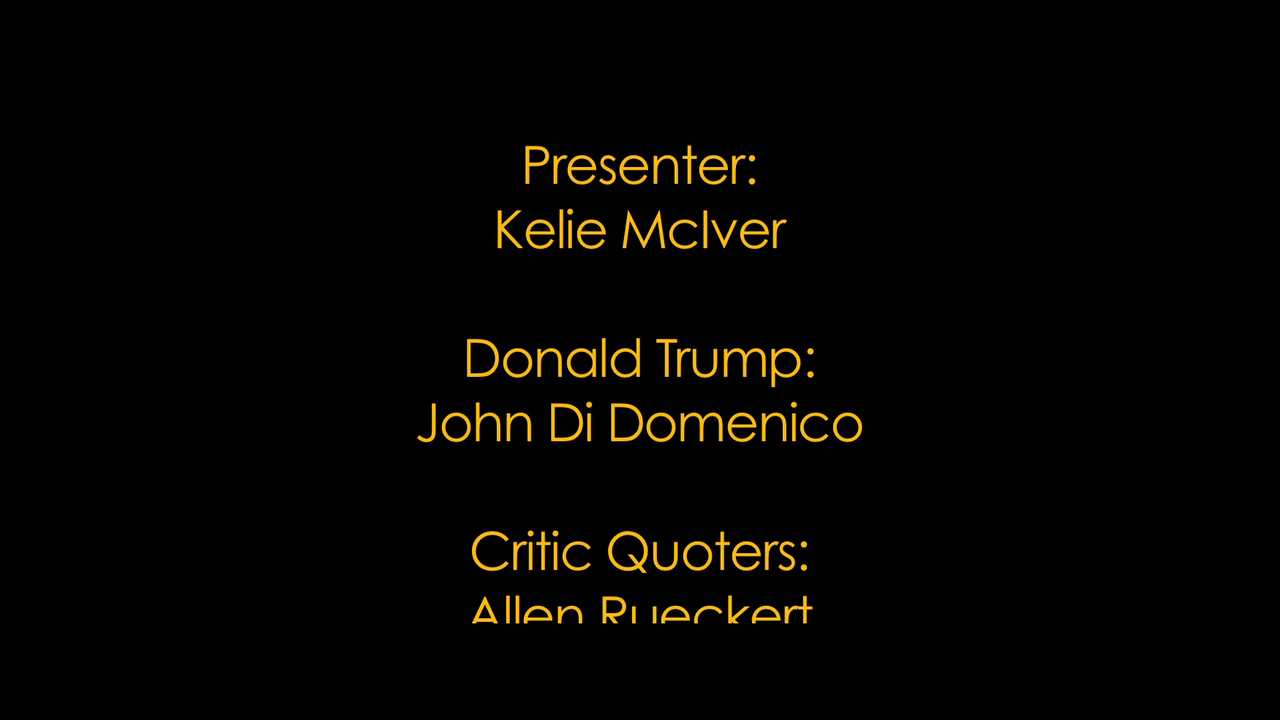 Presenter:
Kelie McIver
Donald Trump:
John Di Domenico
Critic Quoters:
Allen Rueckert